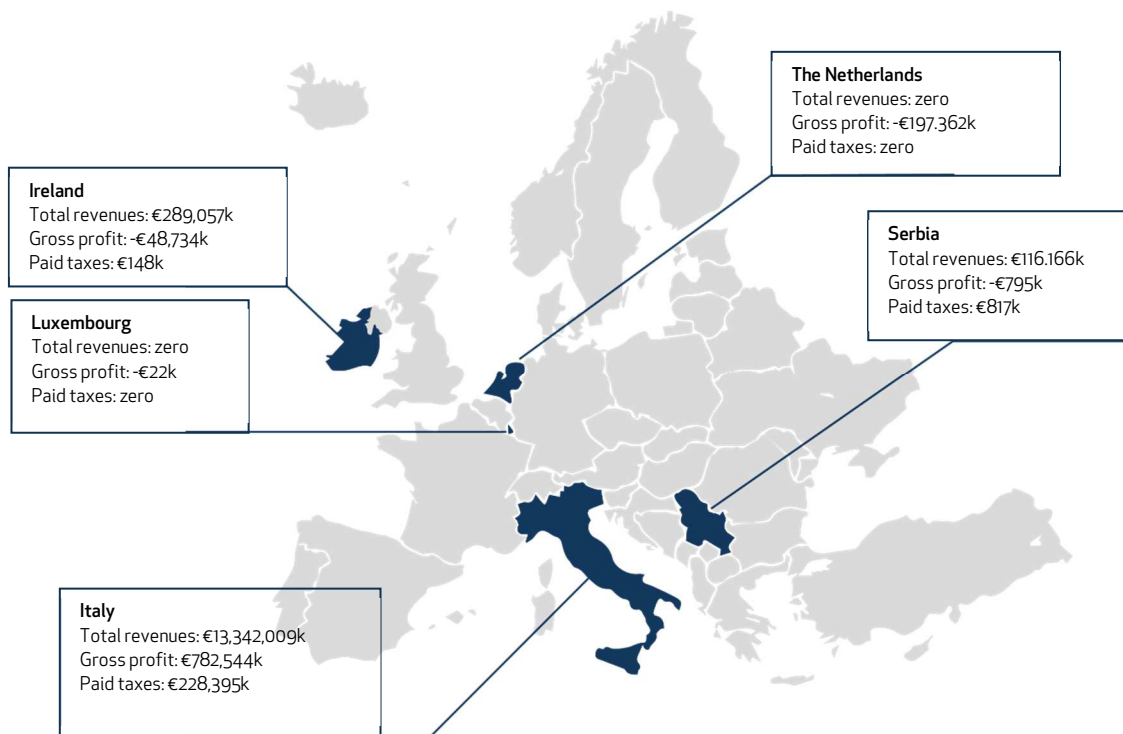 The Netherlands
Total revenues: zero
Gross profit: -€197.362k
Paid taxes: zero
Ireland
Total revenues: €289,057k
Gross profit: -€48,734k
Paid taxes: €148k
Serbia
Total revenues: €116.166k
Gross profit: -€795k
Paid taxes: €817k
Luxembourg
Total revenues: zero
Gross profit: -€22k
Paid taxes: zero
Italy
Total revenues: €13,342,009k
Gross profit: €782,544k
Paid taxes: €228,395k